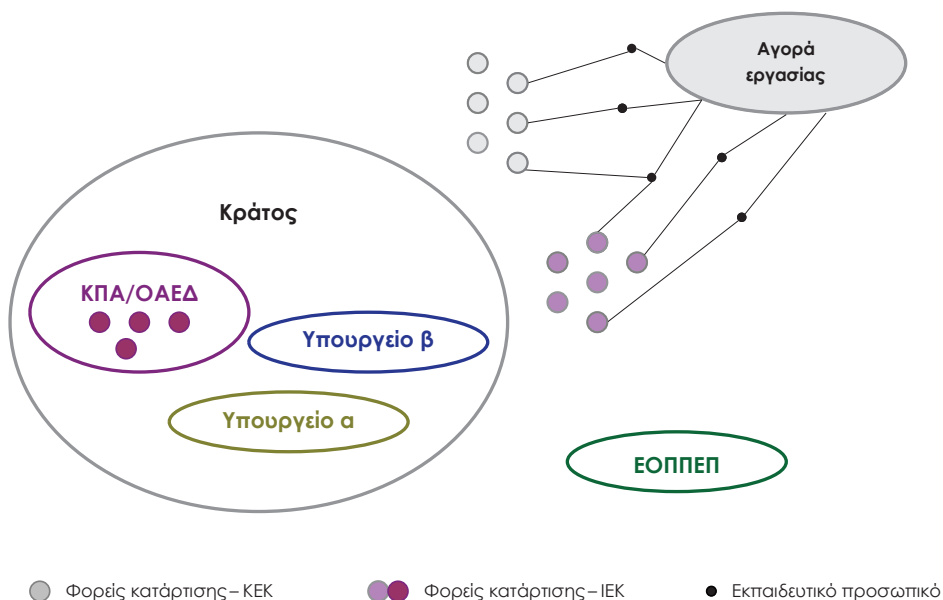 Αγορά
εργασίας
Κράτος
ΚΠΑ/ΟΑΕΔ
Υπουργείο β
Υπουργείο α
ΕΟΠΠΕΠ
Φορείς κατάρτισης – ΚΕΚ
Φορείς κατάρτισης – ΙΕΚ
Εκπαιδευτικό προσωπικό